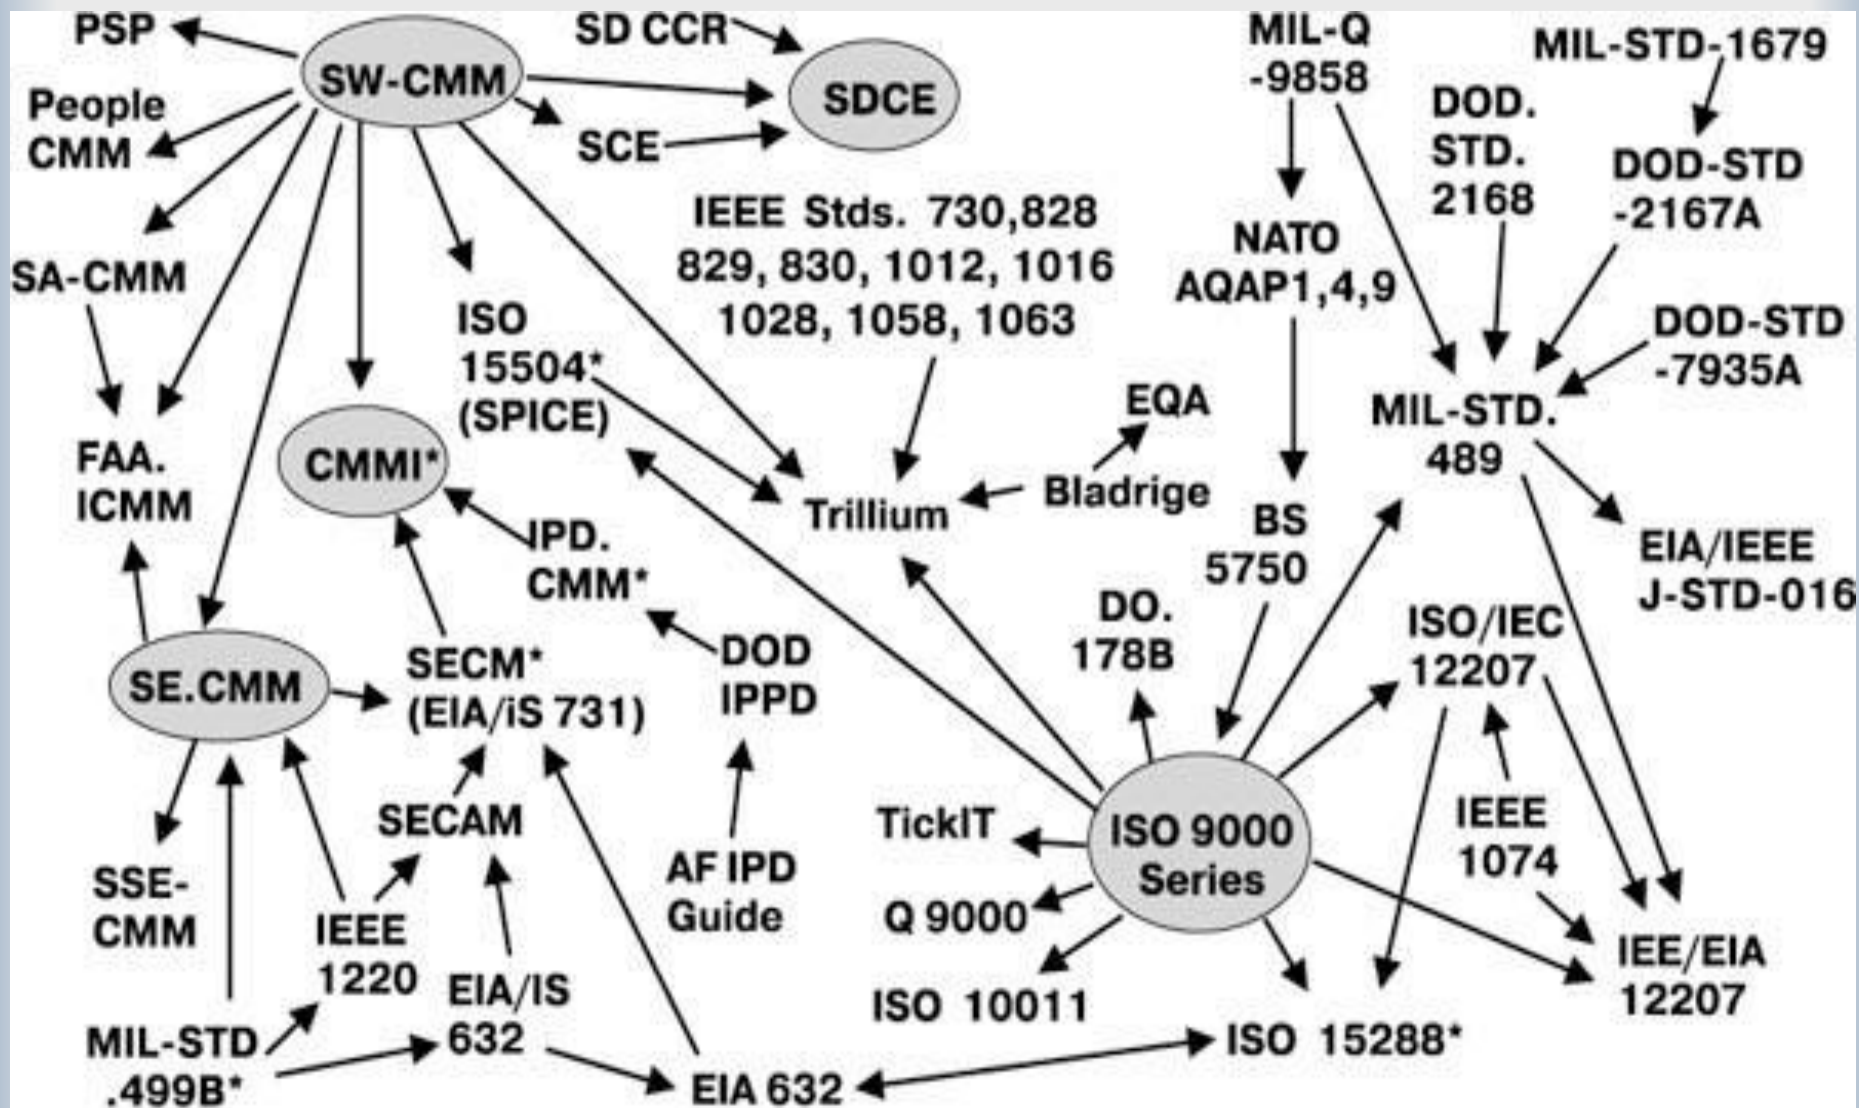 PSP
SW-CMM
SD CCR
SDCE
SCE
People
CMM
SA-CMM
MIL-Q
-9858
MIL-STD-1679
DOD.
STD.
2168
DOD-STD
-2167A
IEEE Stds. 730,828
829, 830, 1012, 1016
1028, 1058, 1063
NATO
AQAP1,4,9
DOD-STD
-7935A
ISO
15504*
(SPICE)
EQA
Bladrige
MIL-STD.
489
FAA.
ICMM
CMMI*
Trillium
BS
5750
EIA/IEEE
J-STD-016
IPD.
CMM*
DO.
178B
ISO/IEC
12207
SE.CMM
SECM*
(EIA/iS 731)
DOD
IPPD
SECAM
TickIT
ISO 9000
Series
IEEE
1074
SSE-
CMM
IEEE
1220
AF IPD
Guide
Q 9000
ISO 10011
IEE/EIA
12207
EIA/IS
632
MIL-STD
.499B*
EIA 632
ISO 15288*